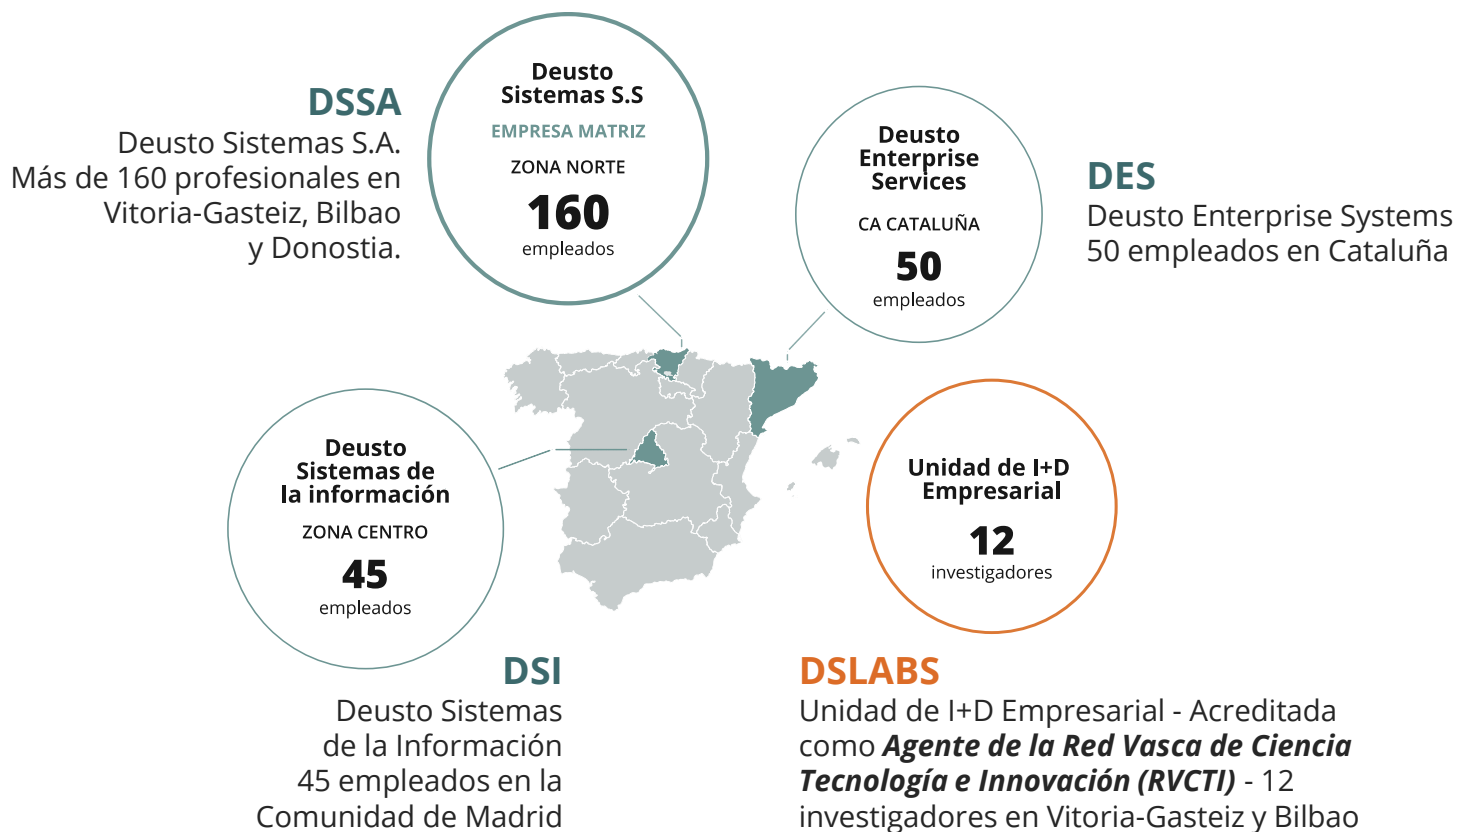 DSSA
Deusto Sistemas S.A.
Más de 160 profesionales en
Vitoria-Gasteiz, Bilbao
y Donostia.
Deusto
Sistemas S.S
EMPRESA MATRIZ
ZONA NORTE
160
empleados
Deusto
Enterprise
Services
CA CATALUÑA
50
empleados
DES
Deusto Enterprise Systems
50 empleados en Cataluña
Deusto
Sistemas de
la información
ZONA CENTRO
45
empleados
DSI
Deusto Sistemas
de la Información
45 empleados en la
Comunidad de Madrid
Unidad de I+D
Empresarial
12
investigadores
DSLABS
Unidad de I+D Empresarial - Acreditada
como Agente de la Red Vasca de Ciencia
Tecnología e Innovación (RVCTI) - 12
investigadores en Vitoria-Gasteiz y Bilbao